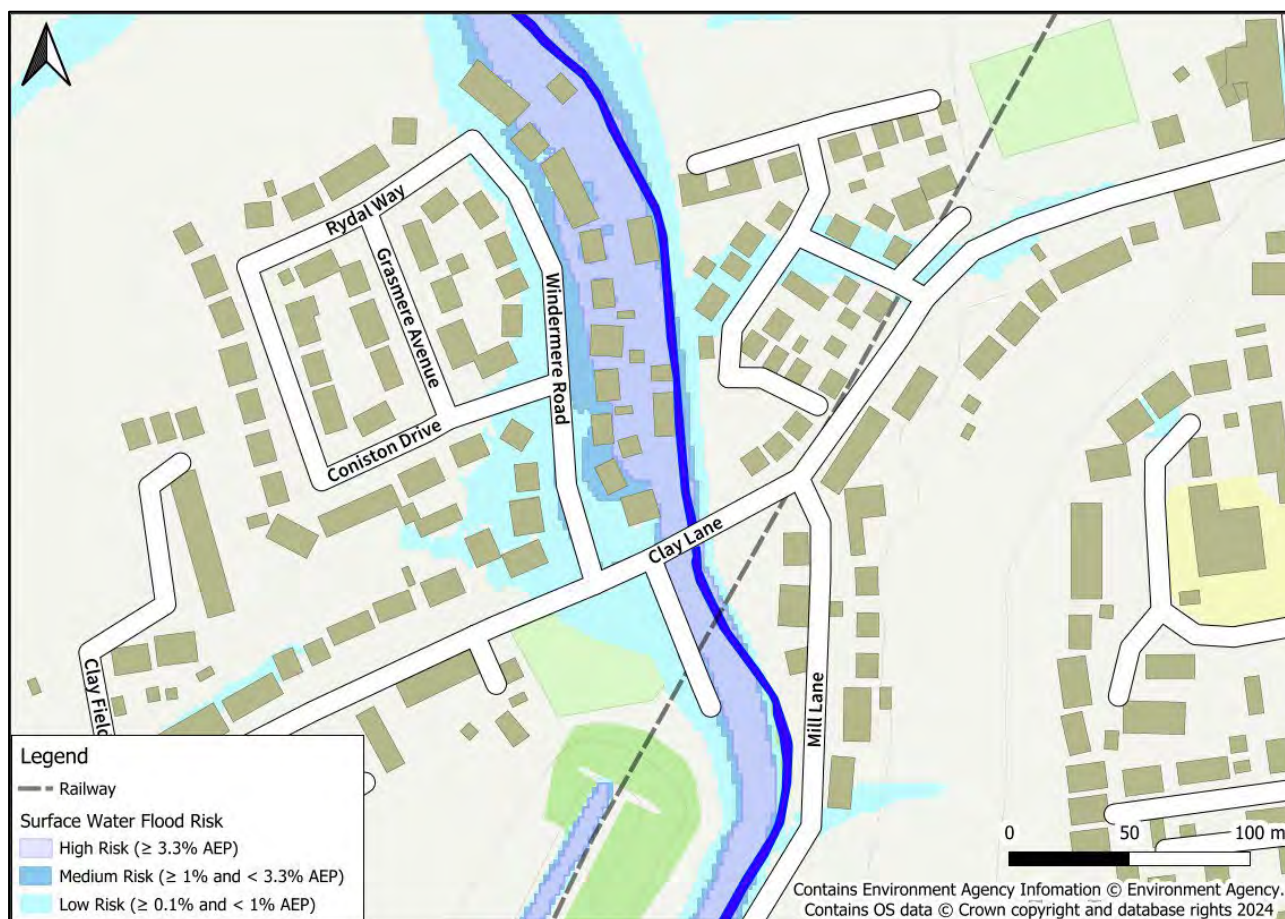 Rydal Way
Grasmere Avenue
Windermere Road
Coniston Drive
Clay Lane
Clay Field
Mill Lane
Legend
Railway
Surface Water Flood Risk
High Risk (≥ 3.3% AEP)
Medium Risk (≥ 1% and < 3.3% AEP)
Low Risk (≥ 0.1% and < 1% AEP)
0 50 100 m
Contains Environment Agency Infomation © Environment Agency.
Contains OS data © Crown copyright and database rights 2024